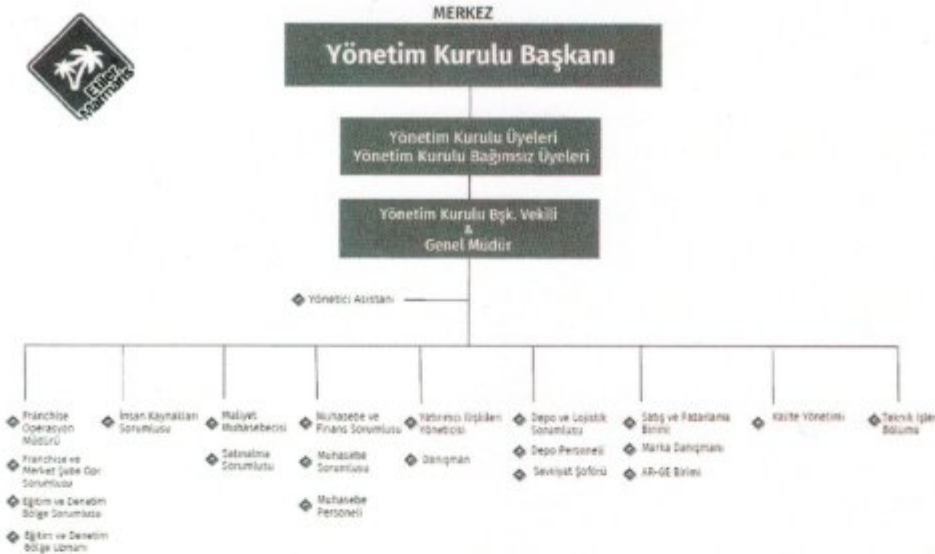 MERKEZ
Etiler
Marmaris
Yönetim Kurulu Başkanı
Yönetim Kurulu Üyeleri
Yönetim Kurulu Bağımsız Üyeleri
Yönetim Kurulu Bşk. Vekili
&
Genel Müdür
Yönetici Asistanı
Franchise
Operasyon
Müdürü
Franchise ve
Merket Şube Opr
Sorumlusu
Eğitim ve Denetim
Bölge Sorumlusu
Eğitim ve Denetim
Bölge Uzmanı
İnsan Kaynakları
Sorumlusu
Maliyet
Muhasebecisi
Satınalma
Sorumlusu
Muhasebe ve
Finans Sorumlusu
Muhasebe
Sorumlusu
Muhasebe
Personeli
Yatırımcı İlişkileri
Yöneticisi
Danışman
Depo ve Lojistik
Sorumlusu
Depo Personeli
Sevkiyat Şoförü
Satış ve Pazarlama
Birimi
Marka Danışmanı
AR-GE Birimi
Kalite Yönetimi
Teknik İşler
Bölümü